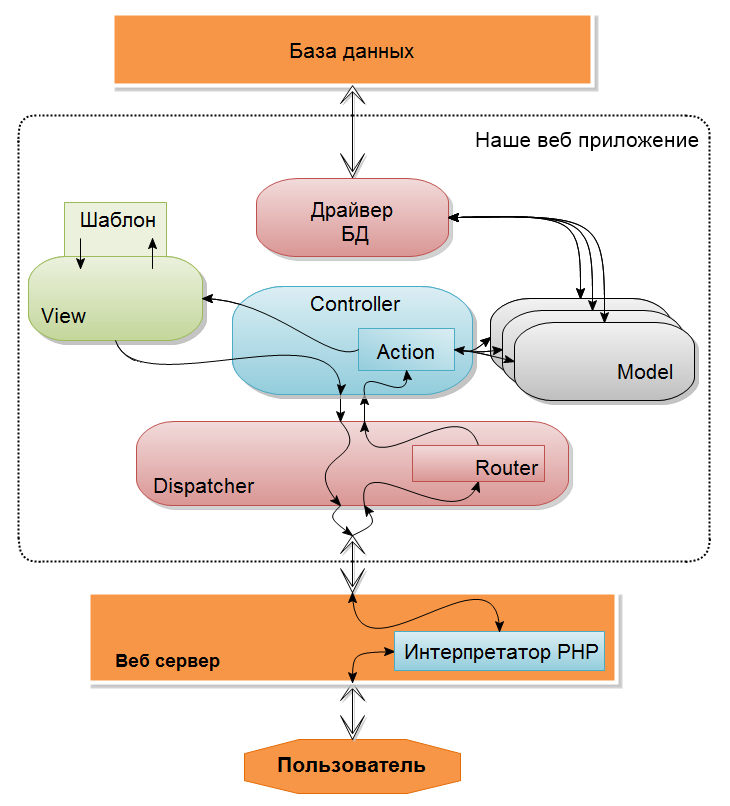 База данных
Наше веб приложение
Драйвер
БД
Шаблон
View
Controller
Action
Model
Router
Dispatcher
Интерпретатор PHP
Веб сервер
Пользователь